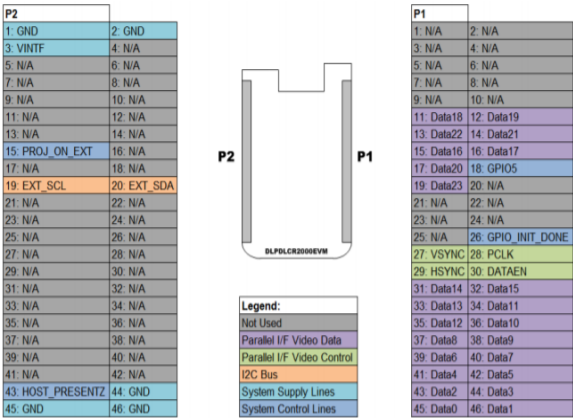 P2
1: GND 2: GND
3: VINTF 4: N/A
5: N/A 6: N/A
7: N/A 8: N/A
9: N/A 10: N/A
11: N/A 12: N/A
13: N/A 14: N/A
15: PROJ_ON_EXT 16: N/A
17: N/A 18: N/A
19: EXT_SCL 20: EXT_SDA
21: N/A 22: N/A
23: N/A 24: N/A
25: N/A 26: N/A
27: N/A 28: N/A
29: N/A 30: N/A
31: N/A 32: N/A
33: N/A 34: N/A
35: N/A 36: N/A
37: N/A 38: N/A
39: N/A 40: N/A
41: N/A 42: N/A
43: HOST_PRESENTZ 44: GND
45: GND 46: GND
P2
P1
DLPDLCR2000EVM
Legend:
Not Used
Parallel I/F Video Data
Parallel I/F Video Control
I2C Bus
System Supply Lines
System Control Lines
P1
1: N/A 2: N/A
3: N/A 4: N/A
5: N/A 6: N/A
7: N/A 8: N/A
9: N/A 10: N/A
11: Data18 12: Data19
13: Data22 14: Data21
15: Data16 16: Data17
17: Data20 18: GPIO5
19: Data23 20: N/A
21: N/A 22: N/A
23: N/A 24: N/A
25: N/A 26: GPIO_INIT_DONE
27: VSYNC 28: PCLK
29: HSYNC 30: DATAEN
31: Data14 32: Data15
33: Data13 34: Data11
35: Data12 36: Data10
37: Data8 38: Data9
39: Data6 40: Data7
41: Data4 42: Data5
43: Data2 44: Data3
45: Data0 46: Data1